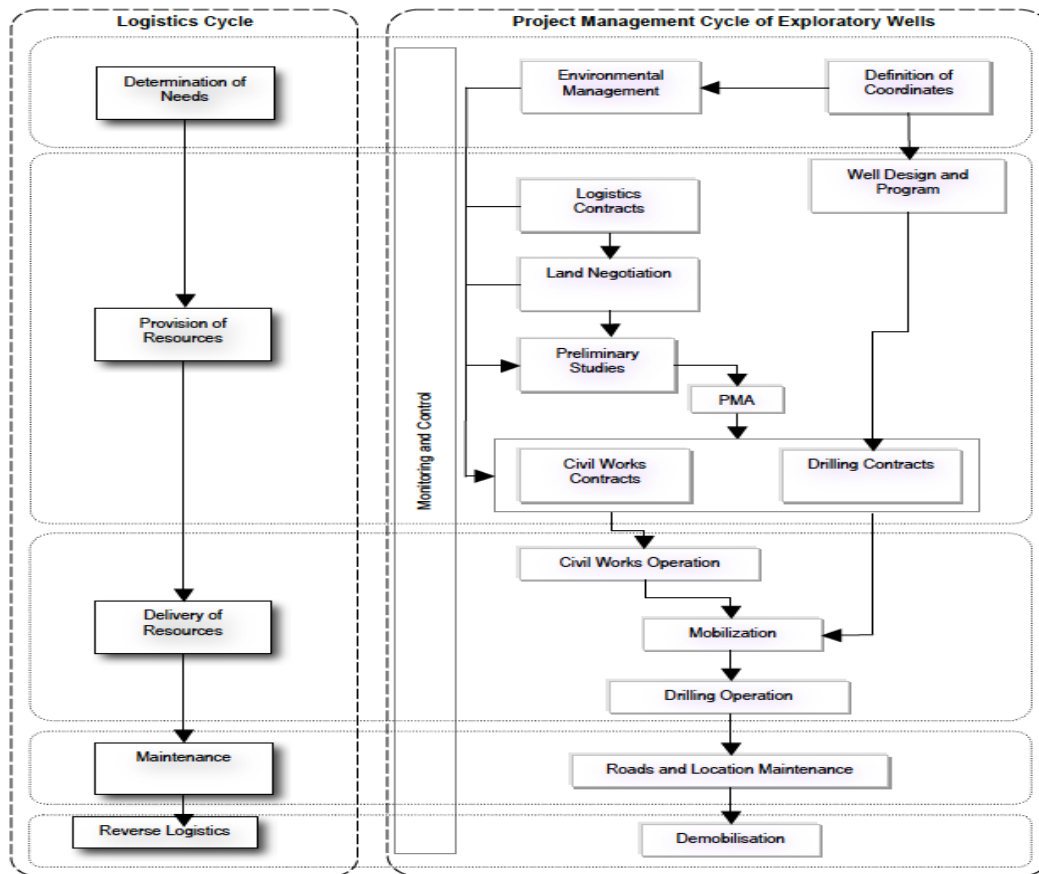 Logistics Cycle
Project Management Cycle of Exploratory Wells
Determination of
Needs
Environmental
Management
Definition of
Coordinates
Well Design and
Program
Logistics
Contracts
Land Negotiation
Provision of
Resources
Preliminary
Studies
PMA
Monitoring and Control
Civil Works
Contracts
Drilling Contracts
Civil Works Operation
Delivery of
Resources
Mobilization
Drilling Operation
Maintenance
Roads and Location Maintenance
Reverse Logistics
Demobilisation